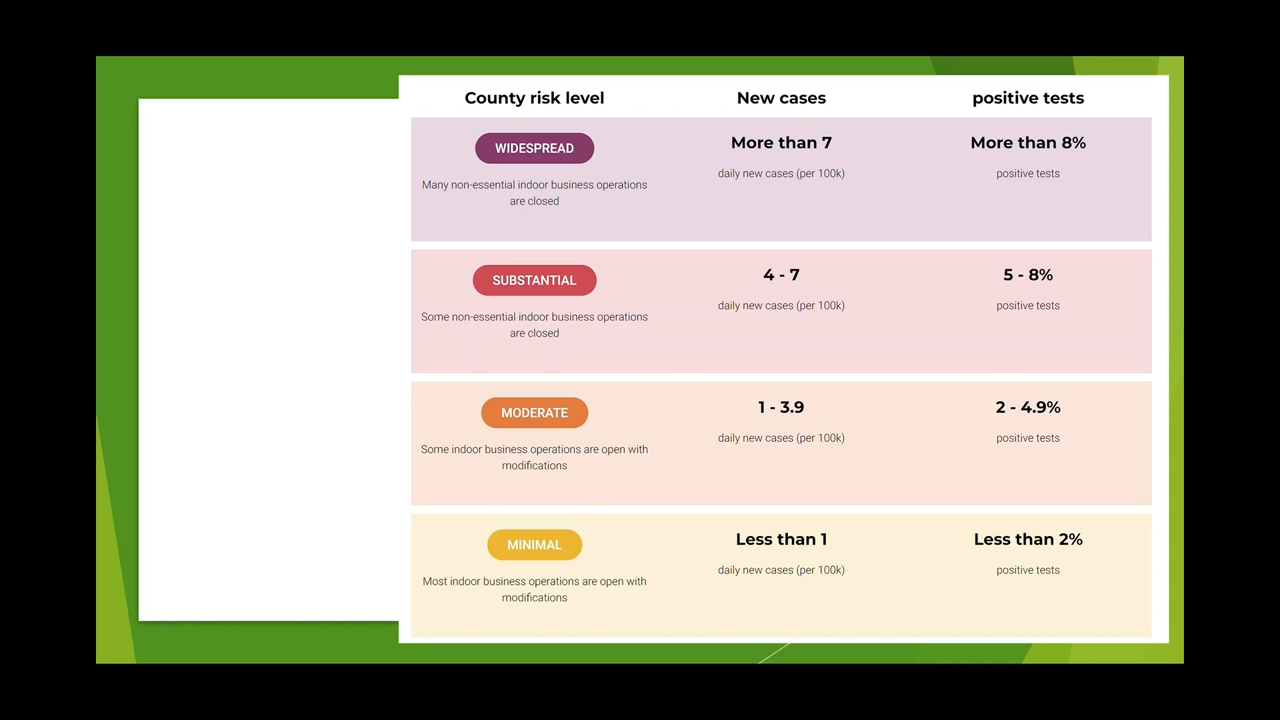 County risk level New cases positive tests
WIDESPREAD More than 7 More than 8%
daily new cases (per 100k) positive tests
Many non-essential indoor business operations
are closed
SUBSTANTIAL 4 - 7 5 - 8%
daily new cases (per 100k) positive tests
Some non-essential indoor business operations
are closed
MODERATE 1 - 3.9 2 - 4.9%
daily new cases (per 100k) positive tests
Some indoor business operations are open with
modifications
MINIMAL Less than 1 Less than 2%
daily new cases (per 100k) positive tests
Most indoor business operations are open with
modifications